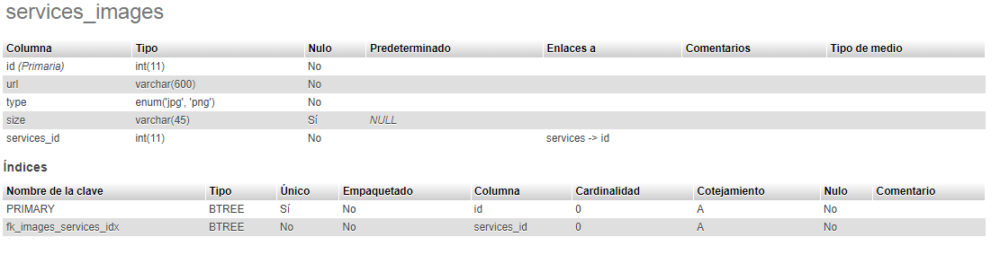 services_images
Columna Tipo Nulo Predeterminado Enlaces a Comentarios Tipo de medio
id (Primaria) int(11) No
url varchar(600) No
type enum('jpg', 'png') No
size varchar(45) Sí NULL
services_id int(11) No services -> id
Índices
Nombre de la clave Tipo Único Empaquetado Columna Cardinalidad Cotejamiento Nulo Comentario
PRIMARY BTREE Sí No id 0 A No
fk_images_services_idx BTREE No No services_id 0 A No